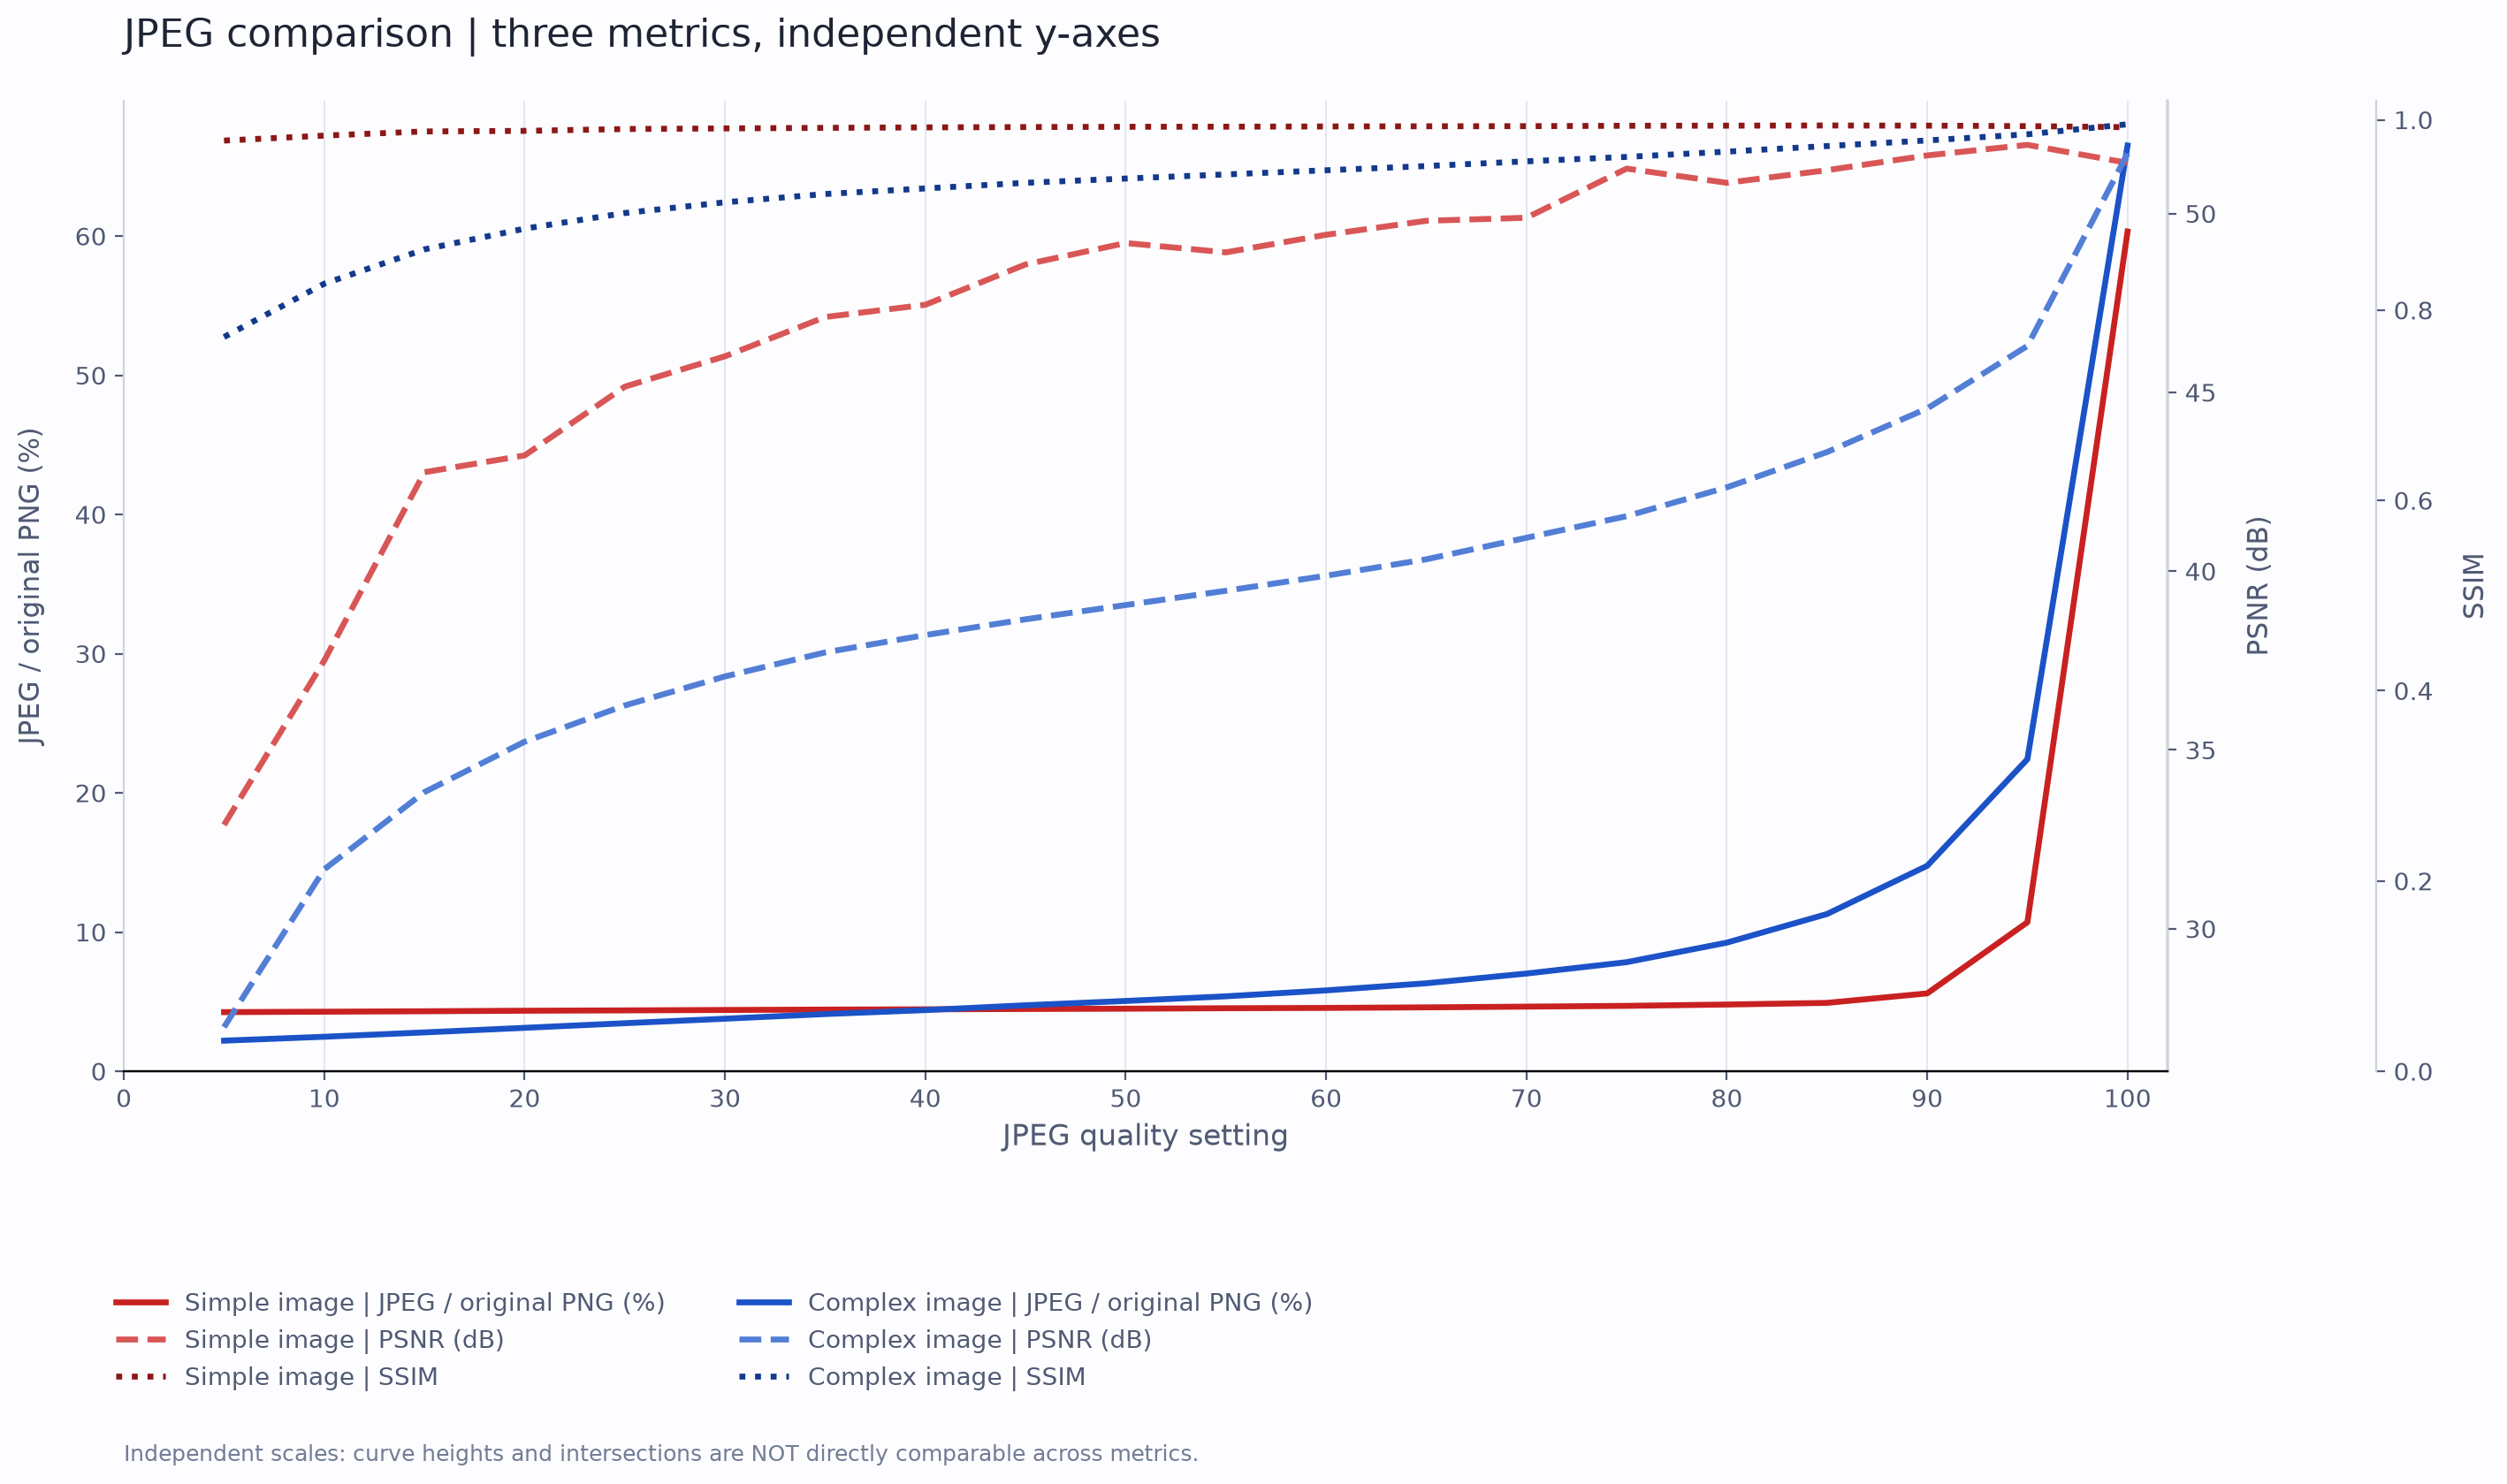 JPEG comparison | three metrics, independent y-axes
JPEG / original PNG (%)
60
50
40
30
20
10
0
0 10 20 30 40 50 60 70 80 90 100
JPEG quality setting
50
45
40
35
30
PSNR (dB)
1.0
0.8
0.6
0.4
0.2
0.0
SSIM
Simple image | JPEG / original PNG (%)
Simple image | PSNR (dB)
Simple image | SSIM
Complex image | JPEG / original PNG (%)
Complex image | PSNR (dB)
Complex image | SSIM
Independent scales: curve heights and intersections are NOT directly comparable across metrics.